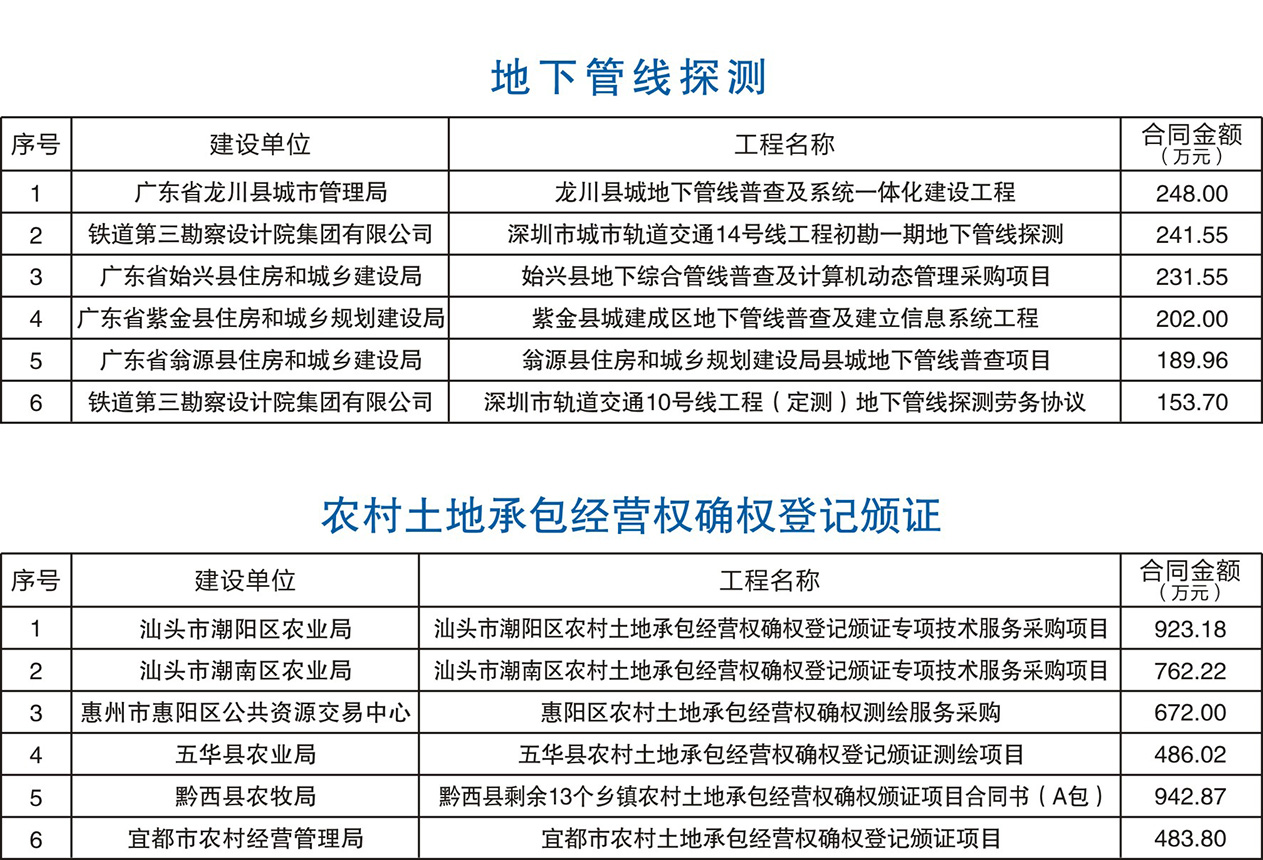 地下管线探测
序号 建设单位 工程名称 合同金额
（万元）
1 广东省龙川县城市管理局 龙川县城地下管线普查及系统一体化建设工程 248.00
2 铁道第三勘察设计院集团有限公司 深圳市城市轨道交通14号线工程初勘一期地下管线探测 241.55
3 广东省始兴县住房和城乡建设局 始兴县地下综合管线普查及计算机动态管理采购项目 231.55
4 广东省紫金县住房和城乡规划建设局 紫金县城建成区地下管线普查及建立信息系统工程 202.00
5 广东省翁源县住房和城乡建设局 翁源县住房和城乡规划建设局县城地下管线普查项目 189.96
6 铁道第三勘察设计院集团有限公司 深圳市轨道交通10号线工程（定测）地下管线探测劳务协议 153.70
农村土地承包经营权确权登记颁证
序号 建设单位 工程名称 合同金额
（万元）
1 汕头市潮阳区农业局 汕头市潮阳区农村土地承包经营权确权登记颁证专项技术服务采购项目 923.18
2 汕头市潮南区农业局 汕头市潮南区农村土地承包经营权确权登记颁证专项技术服务采购项目 762.22
3 惠州市惠阳区公共资源交易中心 惠阳区农村土地承包经营权确权测绘服务采购 672.00
4 五华县农业局 五华县农村土地承包经营权确权登记颁证测绘项目 486.02
5 黔西县农牧局 黔西县剩余13个乡镇农村土地承包经营权确权颁证项目合同书（A包） 942.87
6 宜都市农村经营管理局 宜都市农村土地承包经营权确权登记颁证项目 483.80